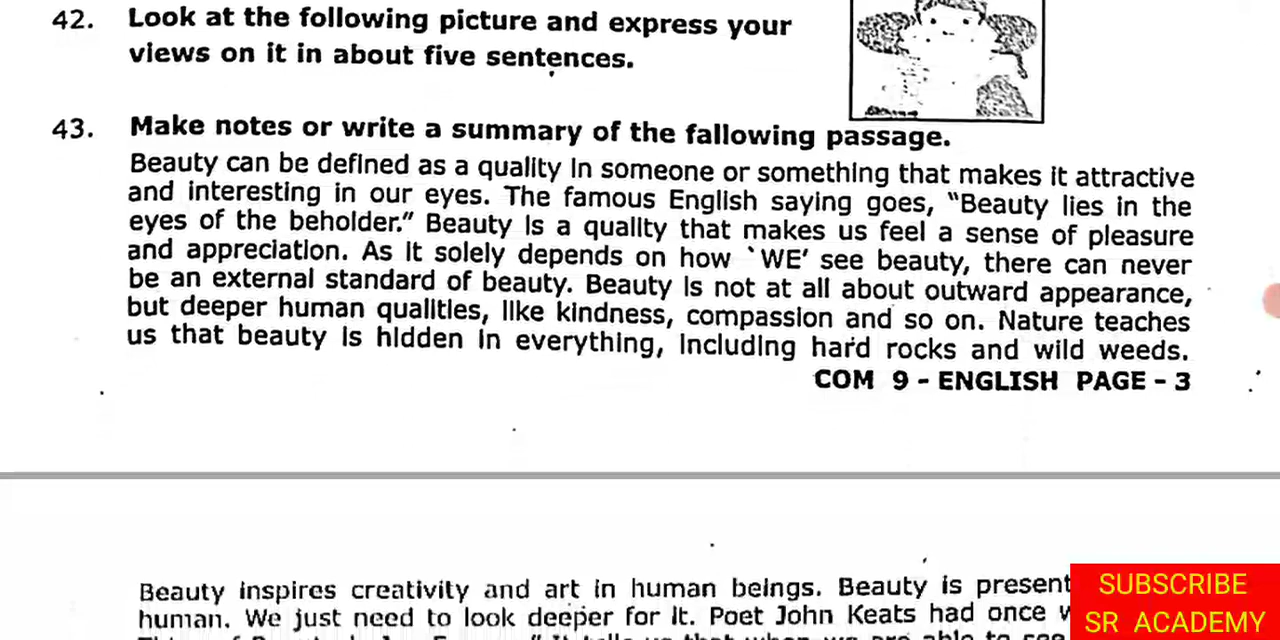 42. Look at the following picture and express your
views on it in about five sentences.
43. Make notes or write a summary of the fallowing passage.
Beauty can be defined as a quality in someone or something that makes it attractive
and interesting in our eyes. The famous English saying goes, "Beauty lies in the
eyes of the beholder." Beauty is a quality that makes us feel a sense of pleasure
and appreciation. As it solely depends on how `WE' see beauty, there can never
be an external standard of beauty. Beauty is not at all about outward appearance,
but deeper human qualities, like kindness, compassion and so on. Nature teaches
us that beauty is hidden in everything, including hard rocks and wild weeds.
COM 9 - ENGLISH PAGE - 3
Beauty inspires creativity and art in human beings. Beauty is present
human. We just need to look deeper for it. Poet John Keats had once
SUBSCRIBE
SR ACADEMY